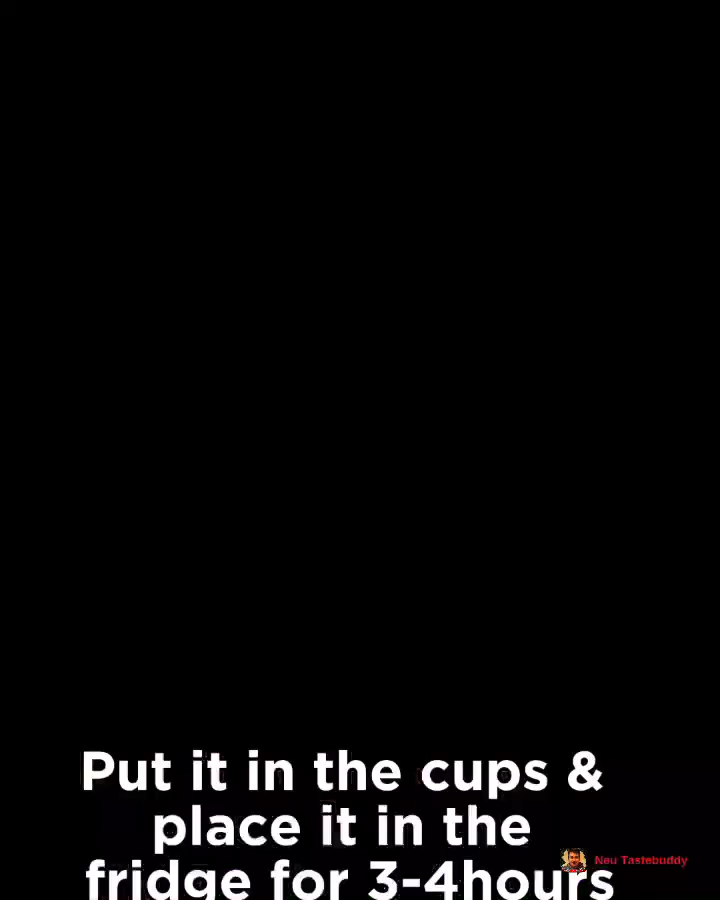 Put it in the cups &
place it in the
fridge for 3-4hours
Neu Tastebuddy